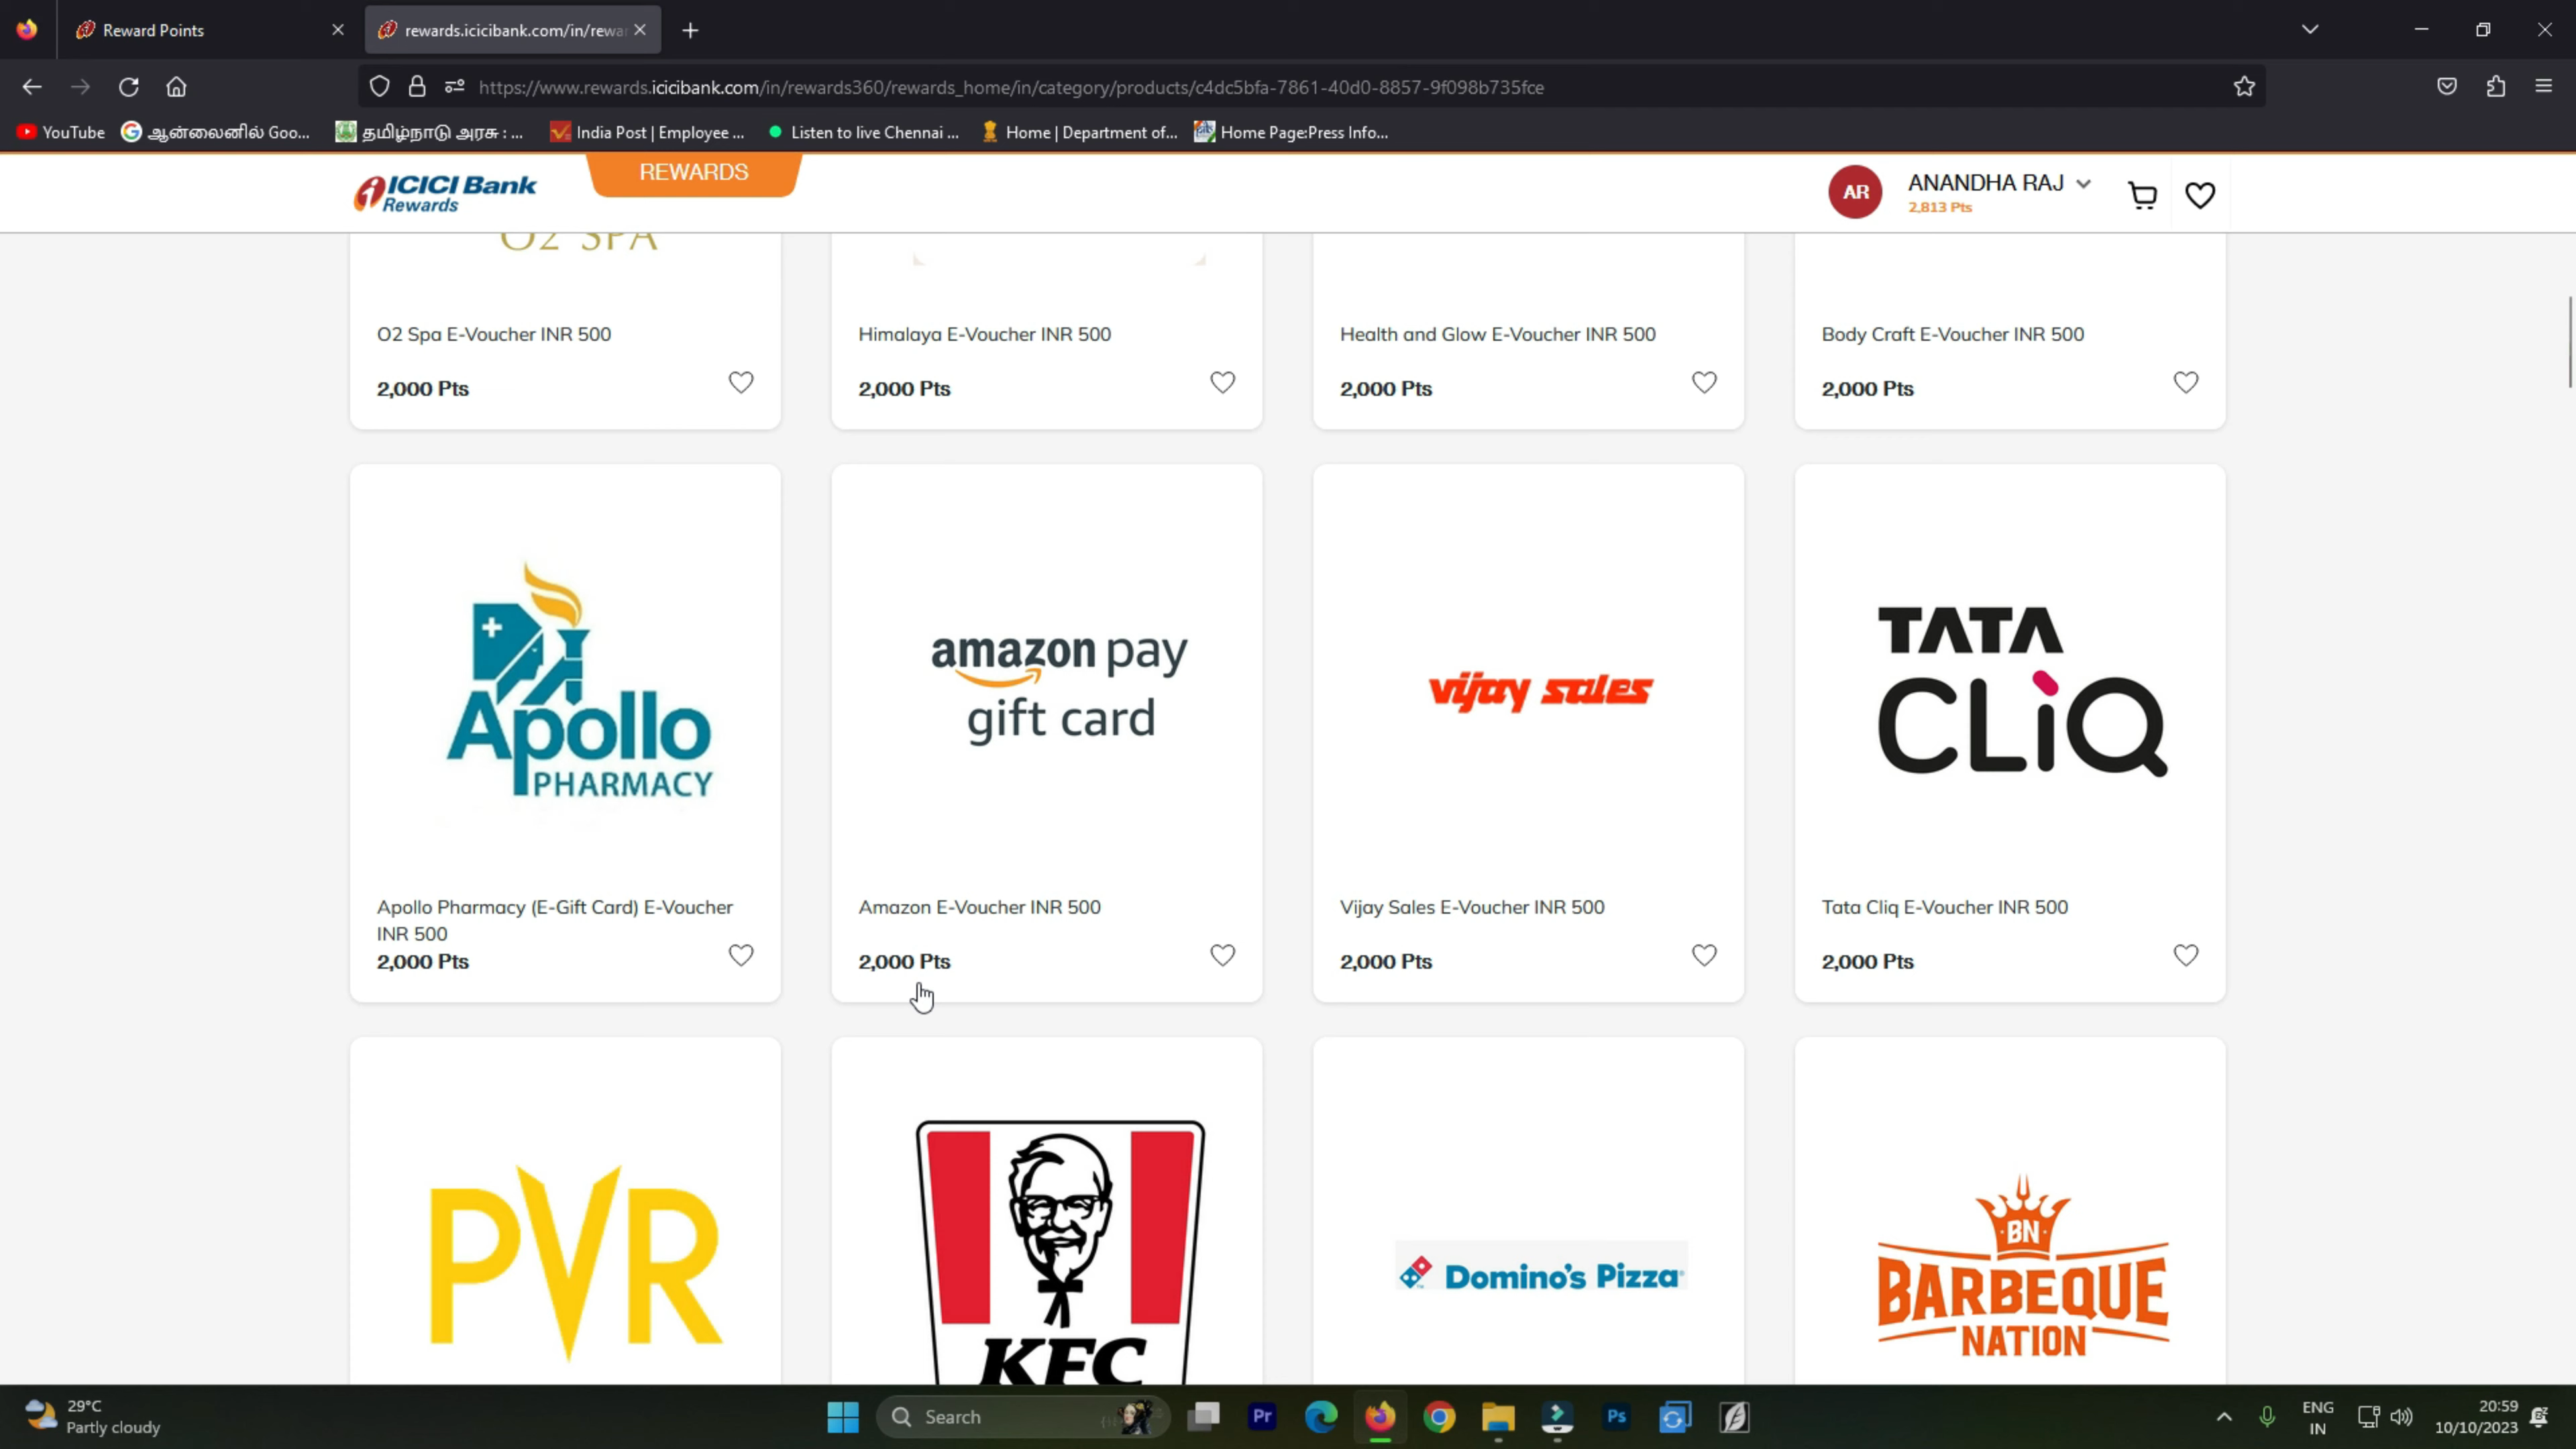 Reward Points
rewards.icicibank.com/in/rewa
https://www.rewards.icicibank.com/in/rewards360/rewards_home/in/category/products/c4dc5bfa-7861-40d0-8857-9f098b735fce
YouTube
ஆன்லைனில் Goo...
தமிழ்நாடு அரசு : ...
India Post | Employee ...
Listen to live Chennai ...
Home | Department of...
Home Page:Press Info...
ICICI Bank
Rewards
REWARDS
AR
ANANDHA RAJ
2,813 Pts
O2 SPA
O2 Spa E-Voucher INR 500
2,000 Pts
Himalaya E-Voucher INR 500
2,000 Pts
Health and Glow E-Voucher INR 500
2,000 Pts
Body Craft E-Voucher INR 500
2,000 Pts
Apollo
PHARMACY
Apollo Pharmacy (E-Gift Card) E-Voucher
INR 500
2,000 Pts
amazon pay
gift card
Amazon E-Voucher INR 500
2,000 Pts
vijay sales
Vijay Sales E-Voucher INR 500
2,000 Pts
TATA
CLiQ
Tata Cliq E-Voucher INR 500
2,000 Pts
PVR
KFC
Domino's Pizza
BN
BARBEQUE
NATION
29°C
Partly cloudy
Search
Pr
Ps
ENG
IN
20:59
10/10/2023